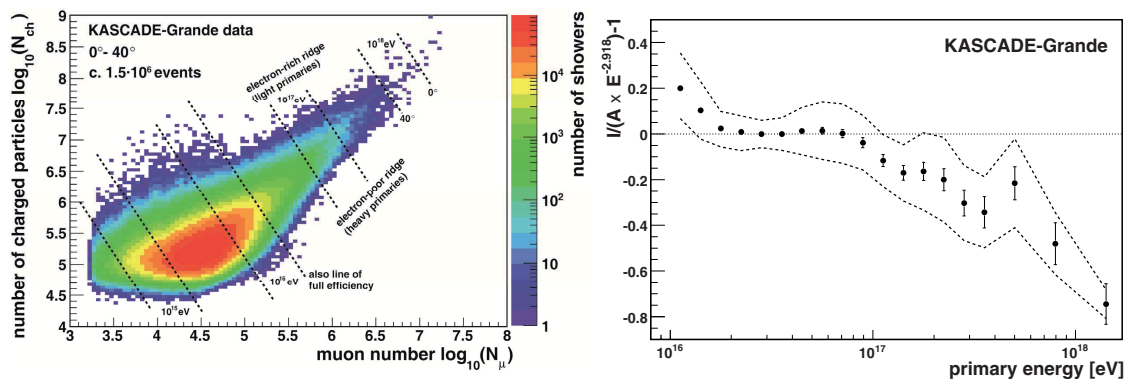 KASCADE-Grande data
0°- 40°
c. 1.5·10⁶ events
electron-rich ridge
(light primaries)
10¹⁸eV
10¹⁷eV
0°
40°
electron-poor ridge
(heavy primaries)
10¹⁶ eV
also line of
full efficiency
10¹⁵eV
number of charged particles log₁₀(N_ch)
9
8.5
8
7.5
7
6.5
6
5.5
5
4.5
4
3
3.5
4
4.5
5
5.5
6
6.5
7
7.5
8
muon number log₁₀(N_μ)
number of showers
10⁴
10³
10²
10
1
KASCADE-Grande
I/(A x E^-2.918)-1
0.4
0.2
0
-0.2
-0.4
-0.6
-0.8
10¹⁶
10¹⁷
10¹⁸
primary energy [eV]